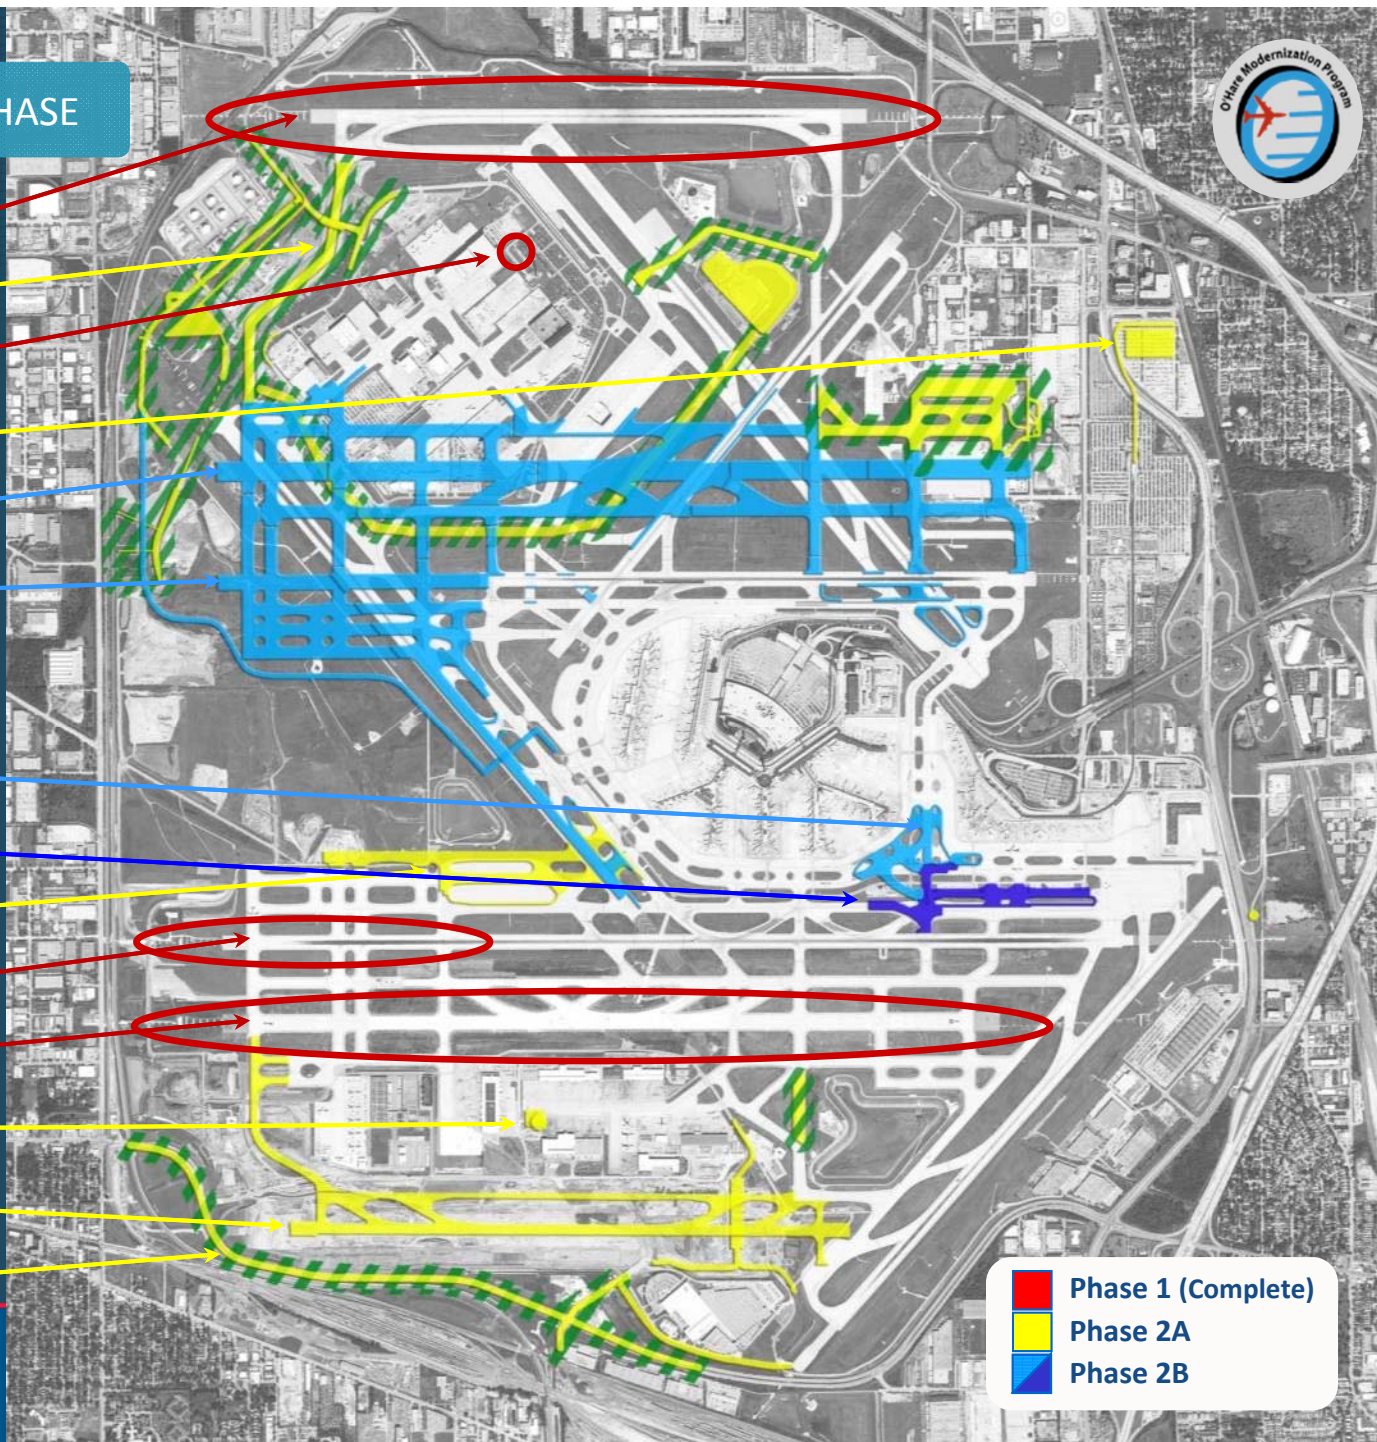 HASE
O'Hare Modernization Program
Phase 1 (Complete)
Phase 2A
Phase 2B